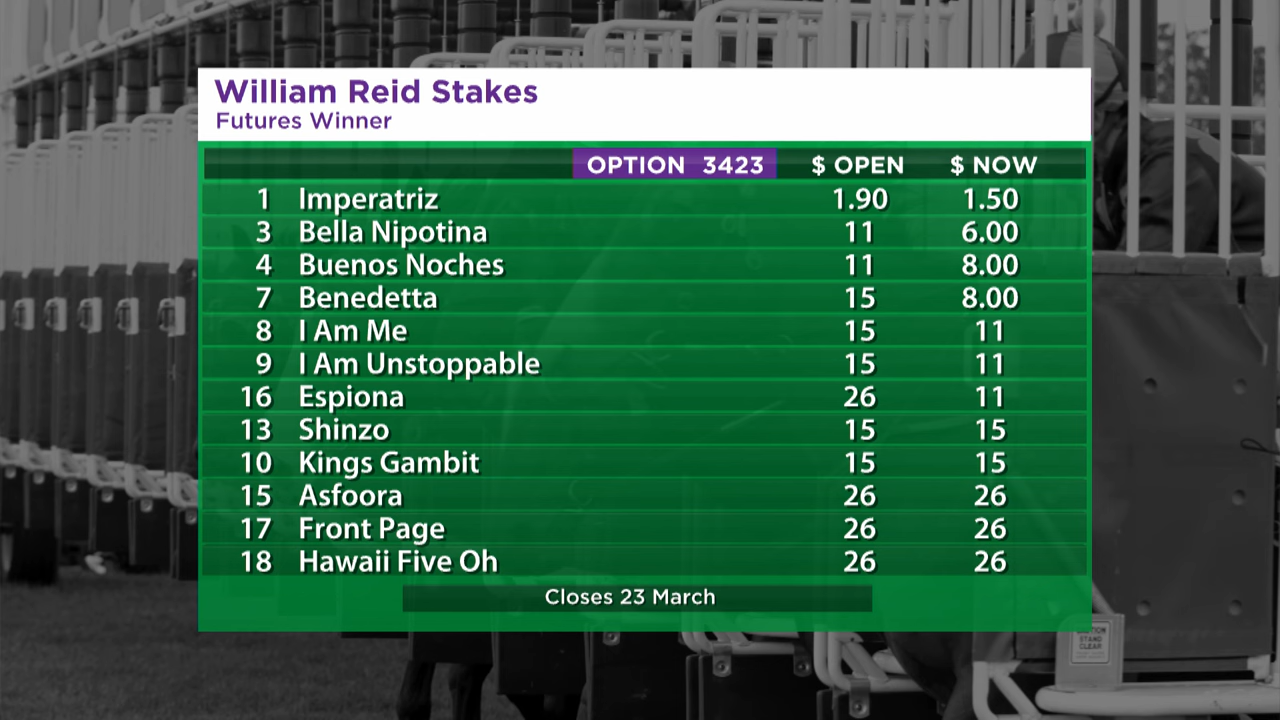 William Reid Stakes
Futures Winner
OPTION 3423 $ OPEN $ NOW
1 Imperatriz 1.90 1.50
3 Bella Nipotina 11 6.00
4 Buenos Noches 11 8.00
7 Benedetta 15 8.00
8 I Am Me 15 11
9 I Am Unstoppable 15 11
16 Espiona 26 11
13 Shinzo 15 15
10 Kings Gambit 15 15
15 Asfoora 26 26
17 Front Page 26 26
18 Hawaii Five Oh 26 26
Closes 23 March
STAND
CLEAR